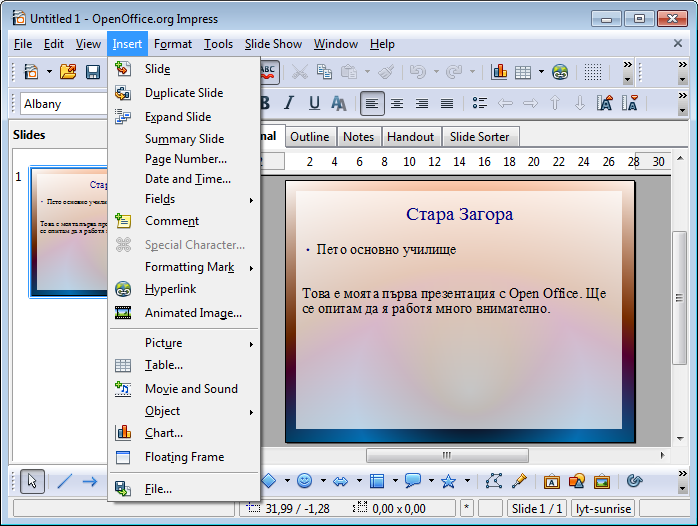 Untitled 1 - OpenOffice.org Impress
File Edit View Insert Format Tools Slide Show Window Help
ABC
Albany
B I U A
Slide
Duplicate Slide
Expand Slide
Summary Slide
Page Number...
Date and Time...
Fields
Comment
Special Character...
Formatting Mark
Hyperlink
Animated Image...
Picture
Table...
Movie and Sound
Object
Chart...
Floating Frame
File...
Slides
1
Outline Notes Handout Slide Sorter
2 4 6 8 10 12 14 16 18 20 22 24 26 28 30
Стара Загора
• Пето основно училище
Това е моята първа презентация с Open Office. Ще
се опитам да я работя много внимателно.
31,99 / -1,28 0,00 x 0,00 * Slide 1 / 1 lyt-sunrise